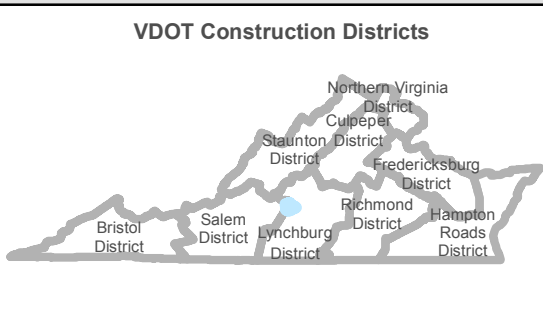 VDOT Construction Districts
Northern Virginia
District
Culpeper
District
Staunton
District
Fredericksburg
District
Richmond
District
Hampton
Roads
District
Salem
District
Lynchburg
District
Bristol
District